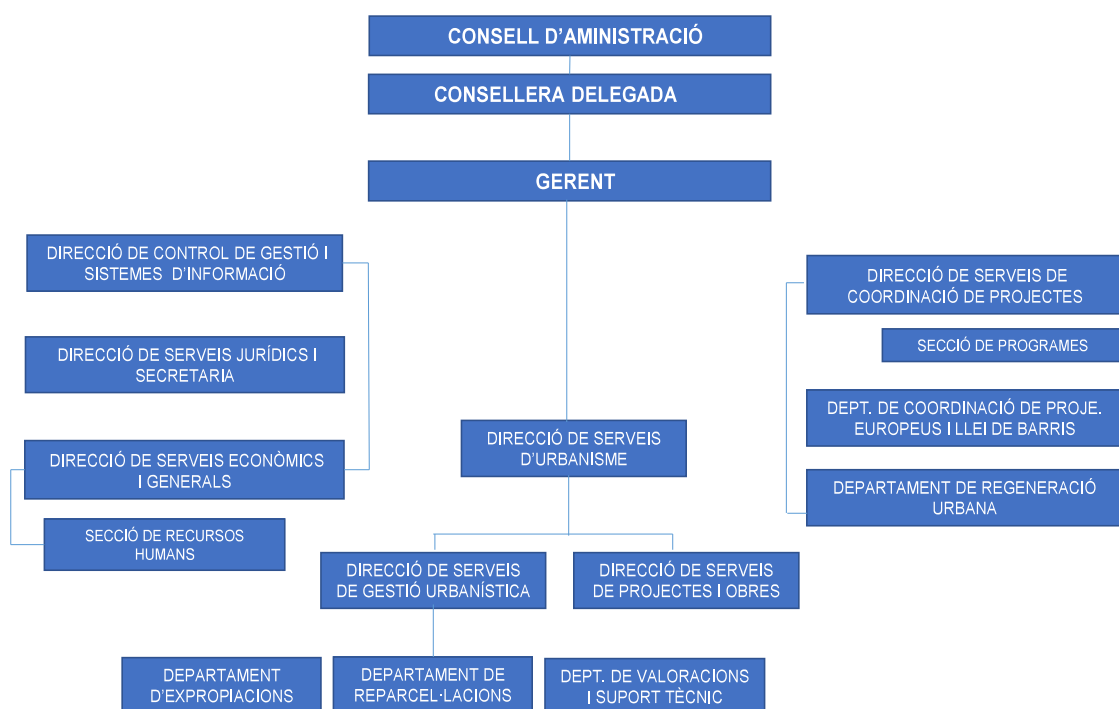 CONSELL D'AMINISTRACIÓ
CONSELLERA DELEGADA
GERENT
DIRECCIÓ DE CONTROL DE GESTIÓ I
SISTEMES D'INFORMACIÓ
DIRECCIÓ DE SERVEIS JURÍDICS I
SECRETARIA
DIRECCIÓ DE SERVEIS ECONÒMICS
I GENERALS
SECCIÓ DE RECURSOS
HUMANS
DIRECCIÓ DE SERVEIS
D'URBANISME
DIRECCIÓ DE SERVEIS DE
COORDINACIÓ DE PROJECTES
SECCIÓ DE PROGRAMES
DEPT. DE COORDINACIÓ DE PROJE.
EUROPEUS I LLEI DE BARRIS
DEPARTAMENT DE REGENERACIÓ
URBANA
DIRECCIÓ DE SERVEIS
DE GESTIÓ URBANÍSTICA
DIRECCIÓ DE SERVEIS
DE PROJECTES I OBRES
DEPARTAMENT
D'EXPROPIACIONS
DEPARTAMENT DE
REPARCEL·LACIONS
DEPT. DE VALORACIONS
I SUPORT TÈCNIC